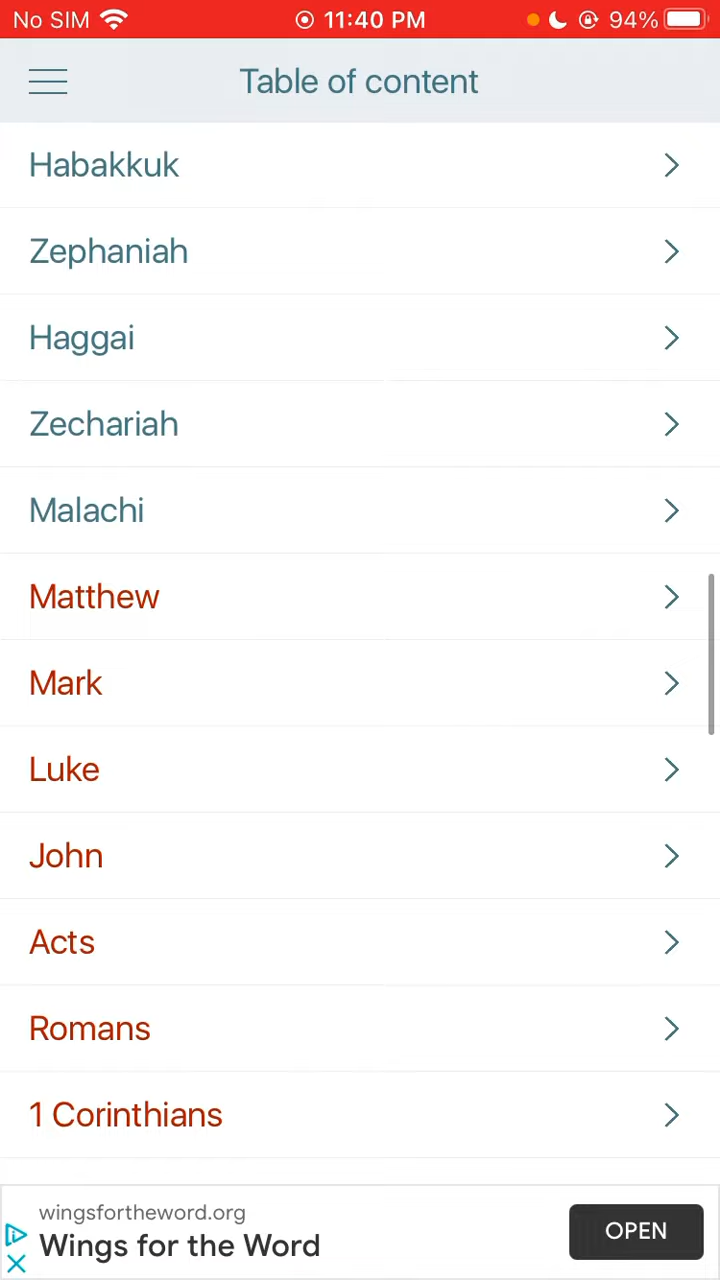 No SIM 11:40 PM 94%
Table of content
Habakkuk
Zephaniah
Haggai
Zechariah
Malachi
Matthew
Mark
Luke
John
Acts
Romans
1 Corinthians
wingsfortheword.org
Wings for the Word
OPEN